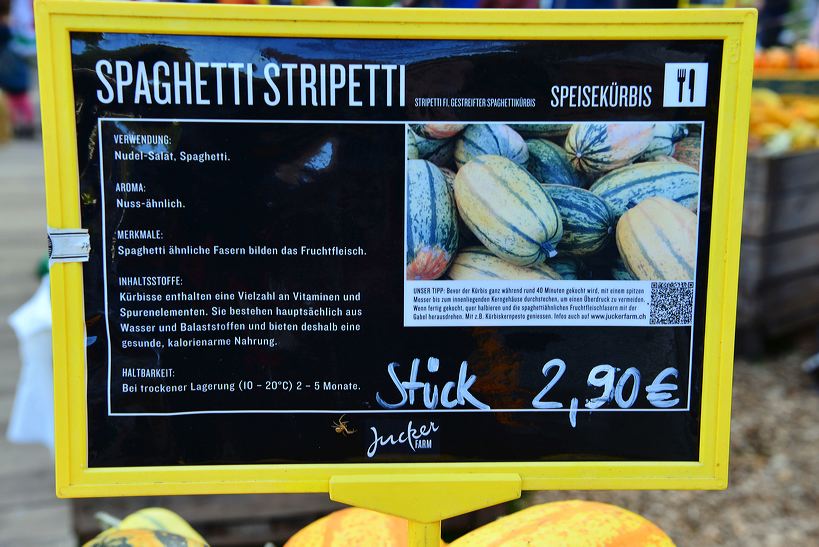 SPAGHETTI STRIPETTI STRIPETTI F1, GESTREIFTER SPAGHETTIKÜRBIS SPEISEKÜRBIS
VERWENDUNG:
Nudel-Salat, Spaghetti.
AROMA:
Nuss-ähnlich.
MERKMALE:
Spaghetti ähnliche Fasern bilden das Fruchtfleisch.
INHALTSSTOFFE:
Kürbisse enthalten eine Vielzahl an Vitaminen und
Spurenelementen. Sie bestehen hauptsächlich aus
Wasser und Balaststoffen und bieten deshalb eine
gesunde, kalorienarme Nahrung.
HALTBARKEIT:
Bei trockener Lagerung (10 – 20°C) 2 – 5 Monate.
UNSER TIPP: Bevor der Kürbis ganz während rund 40 Minuten gekocht wird, mit einem spitzen
Messer bis zum innenliegenden Kerngehäuse durchstechen, um einen Überdruck zu vermeiden.
Wenn fertig gekocht, quer halbieren und die spaghettiähnlichen Fruchtfleischfasern mit der
Gabel herausdrehen. Mit z.B. Kürbiskernpesto geniessen. Infos auch auf www.juckerfarm.ch
Stück 2,90 €
Jucker
FARM